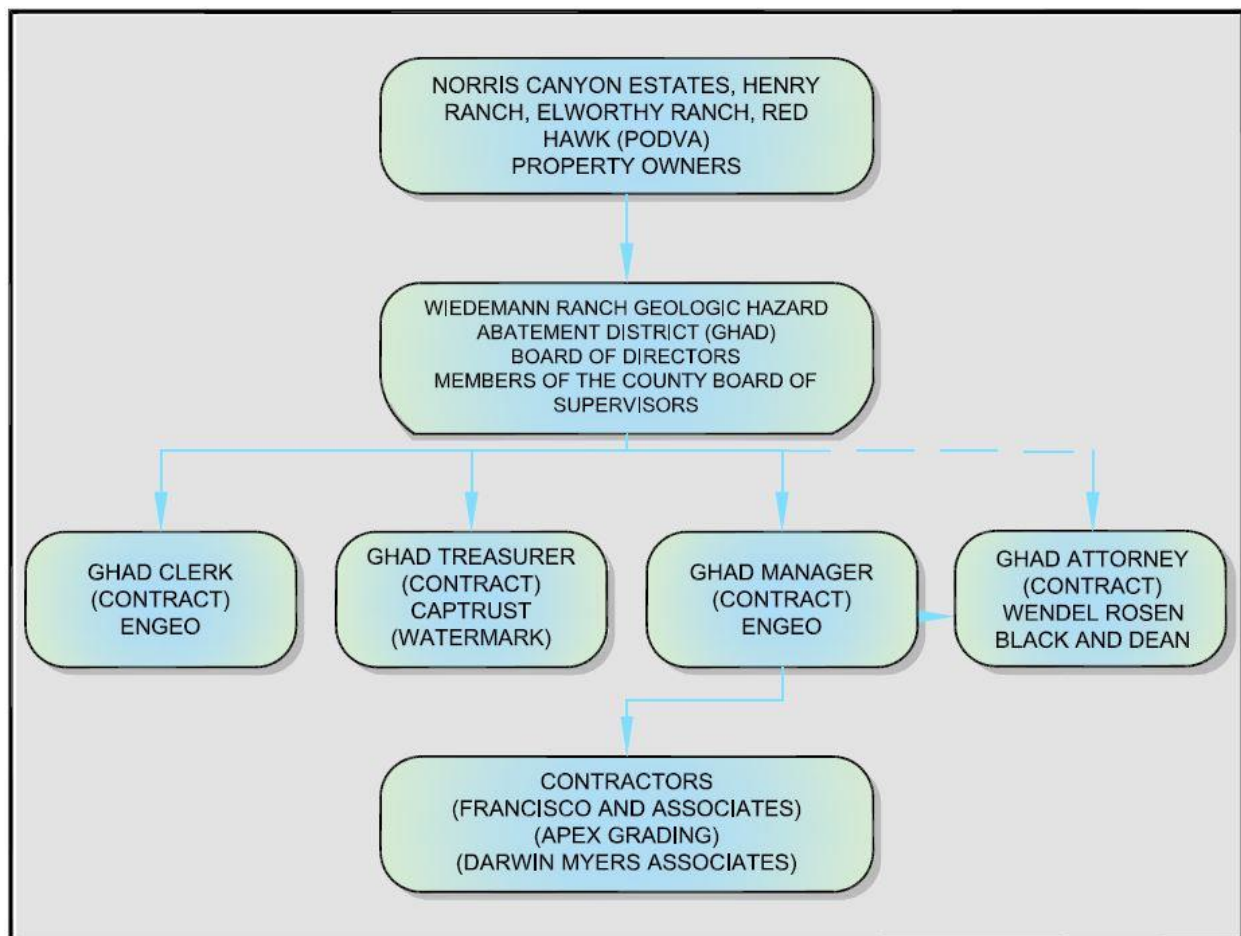 NORRIS CANYON ESTATES, HENRY
RANCH, ELWORTHY RANCH, RED
HAWK (PODVA)
PROPERTY OWNERS
WIEDEMANN RANCH GEOLOGIC HAZARD
ABATEMENT DISTRICT (GHAD)
BOARD OF DIRECTORS
MEMBERS OF THE COUNTY BOARD OF
SUPERVISORS
GHAD CLERK
(CONTRACT)
ENGEO
GHAD TREASURER
(CONTRACT)
CAPTRUST
(WATERMARK)
GHAD MANAGER
(CONTRACT)
ENGEO
GHAD ATTORNEY
(CONTRACT)
WENDEL ROSEN
BLACK AND DEAN
CONTRACTORS
(FRANCISCO AND ASSOCIATES)
(APEX GRADING)
(DARWIN MYERS ASSOCIATES)